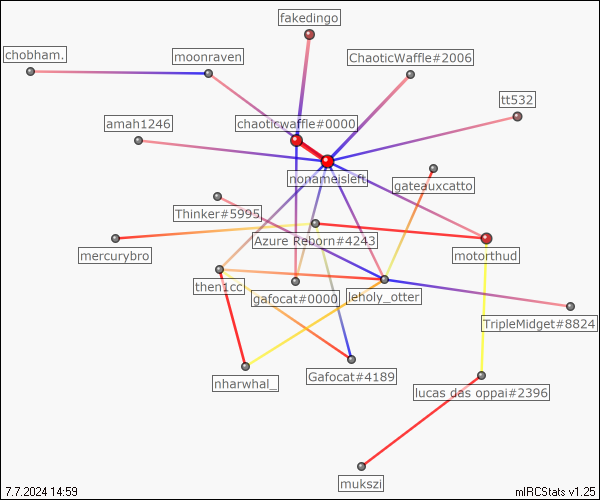 fakedingo
chobham.
moonraven
ChaoticWaffle#2006
tt532
amah1246
chaoticwaffle#0000
nonameisleft
gateauxcatto
Thinker#5995
Azure Reborn#4243
mercurybro
motorthud
then1cc
gafocat#0000
leholy_otter
TripleMidget#8824
nharwhal_
Gafocat#4189
lucas das oppai#2396
mukszi
7.7.2024 14:59
mIRCStats v1.25